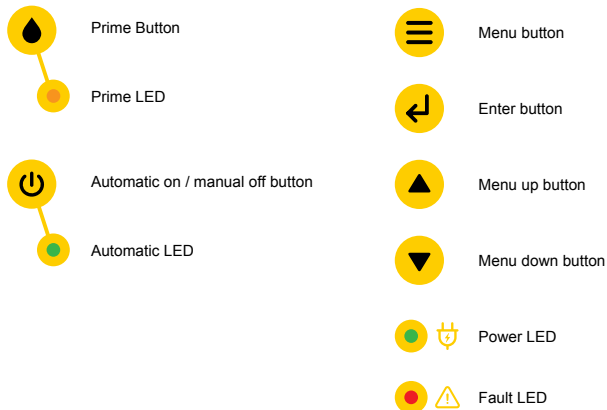 Prime Button
Prime LED
Automatic on / manual off button
Automatic LED
Menu button
Enter button
Menu up button
Menu down button
Power LED
Fault LED